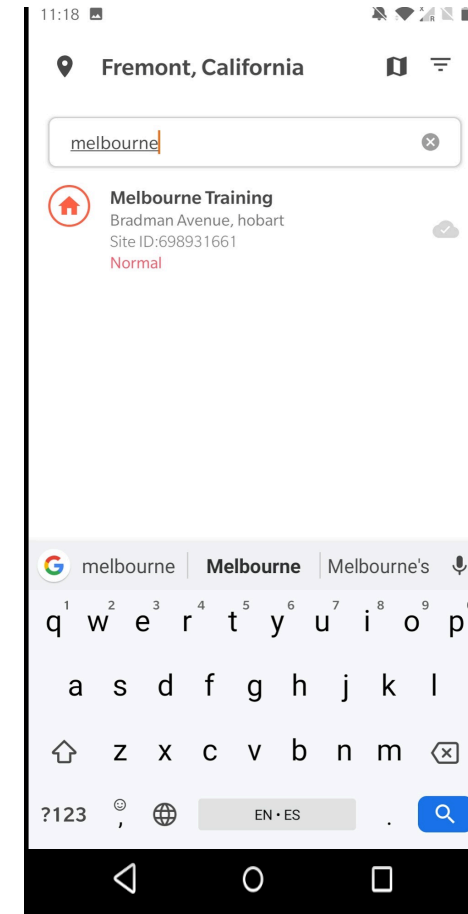 11:18
Fremont, California
melbourne
Melbourne Training
Bradman Avenue, hobart
Site ID:698931661
Normal
melbourne Melbourne Melbourne's
1 2 3 4 5 6 7 8 9
q w e r t y u i o p
a s d f g h j k l
z x c v b n m
?123 , EN • ES .